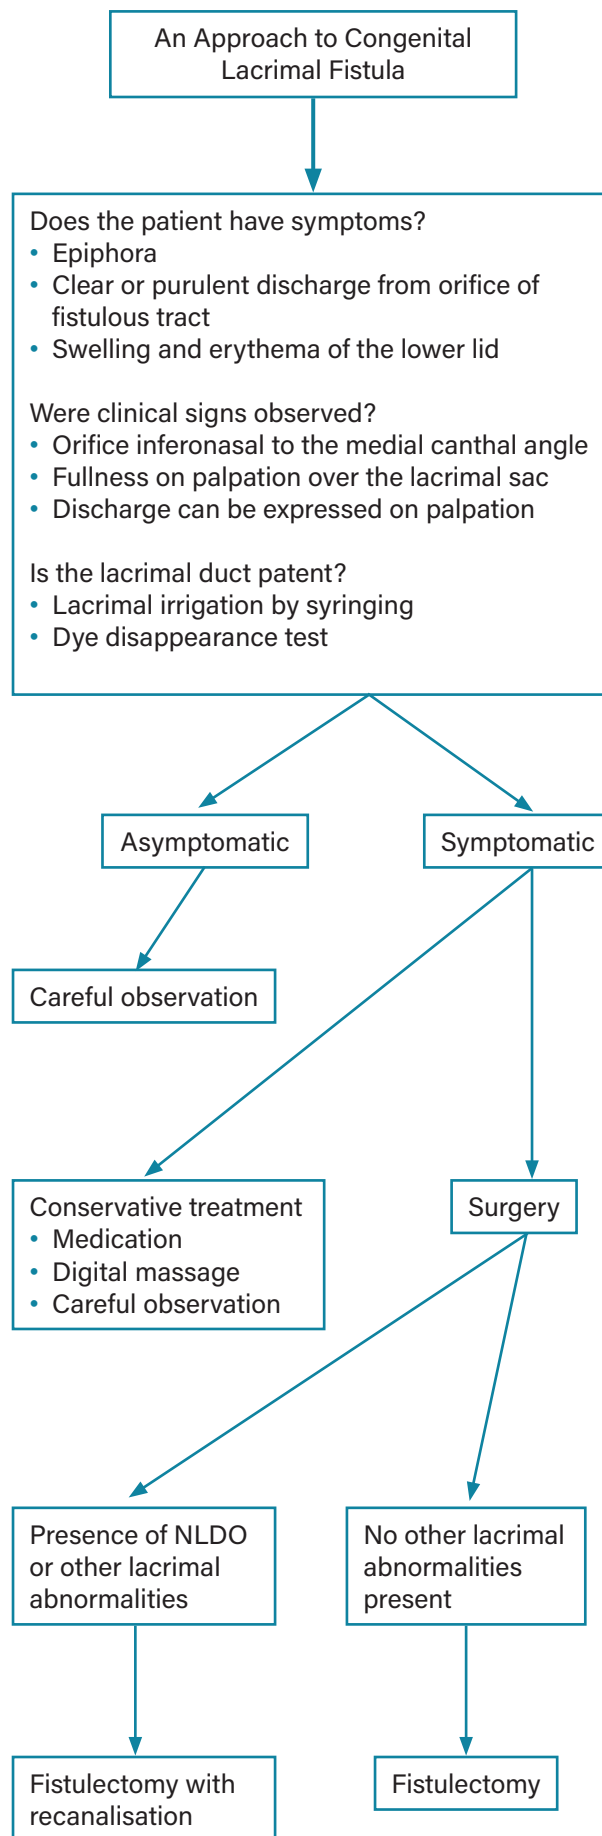 An Approach to Congenital
Lacrimal Fistula
Does the patient have symptoms?
• Epiphora
• Clear or purulent discharge from orifice of
fistulous tract
• Swelling and erythema of the lower lid
Were clinical signs observed?
• Orifice inferonasal to the medial canthal angle
• Fullness on palpation over the lacrimal sac
• Discharge can be expressed on palpation
Is the lacrimal duct patent?
• Lacrimal irrigation by syringing
• Dye disappearance test
Asymptomatic
Symptomatic
Careful observation
Conservative treatment
• Medication
• Digital massage
• Careful observation
Surgery
Presence of NLDO
or other lacrimal
abnormalities
No other lacrimal
abnormalities
present
Fistulectomy with
recanalisation
Fistulectomy